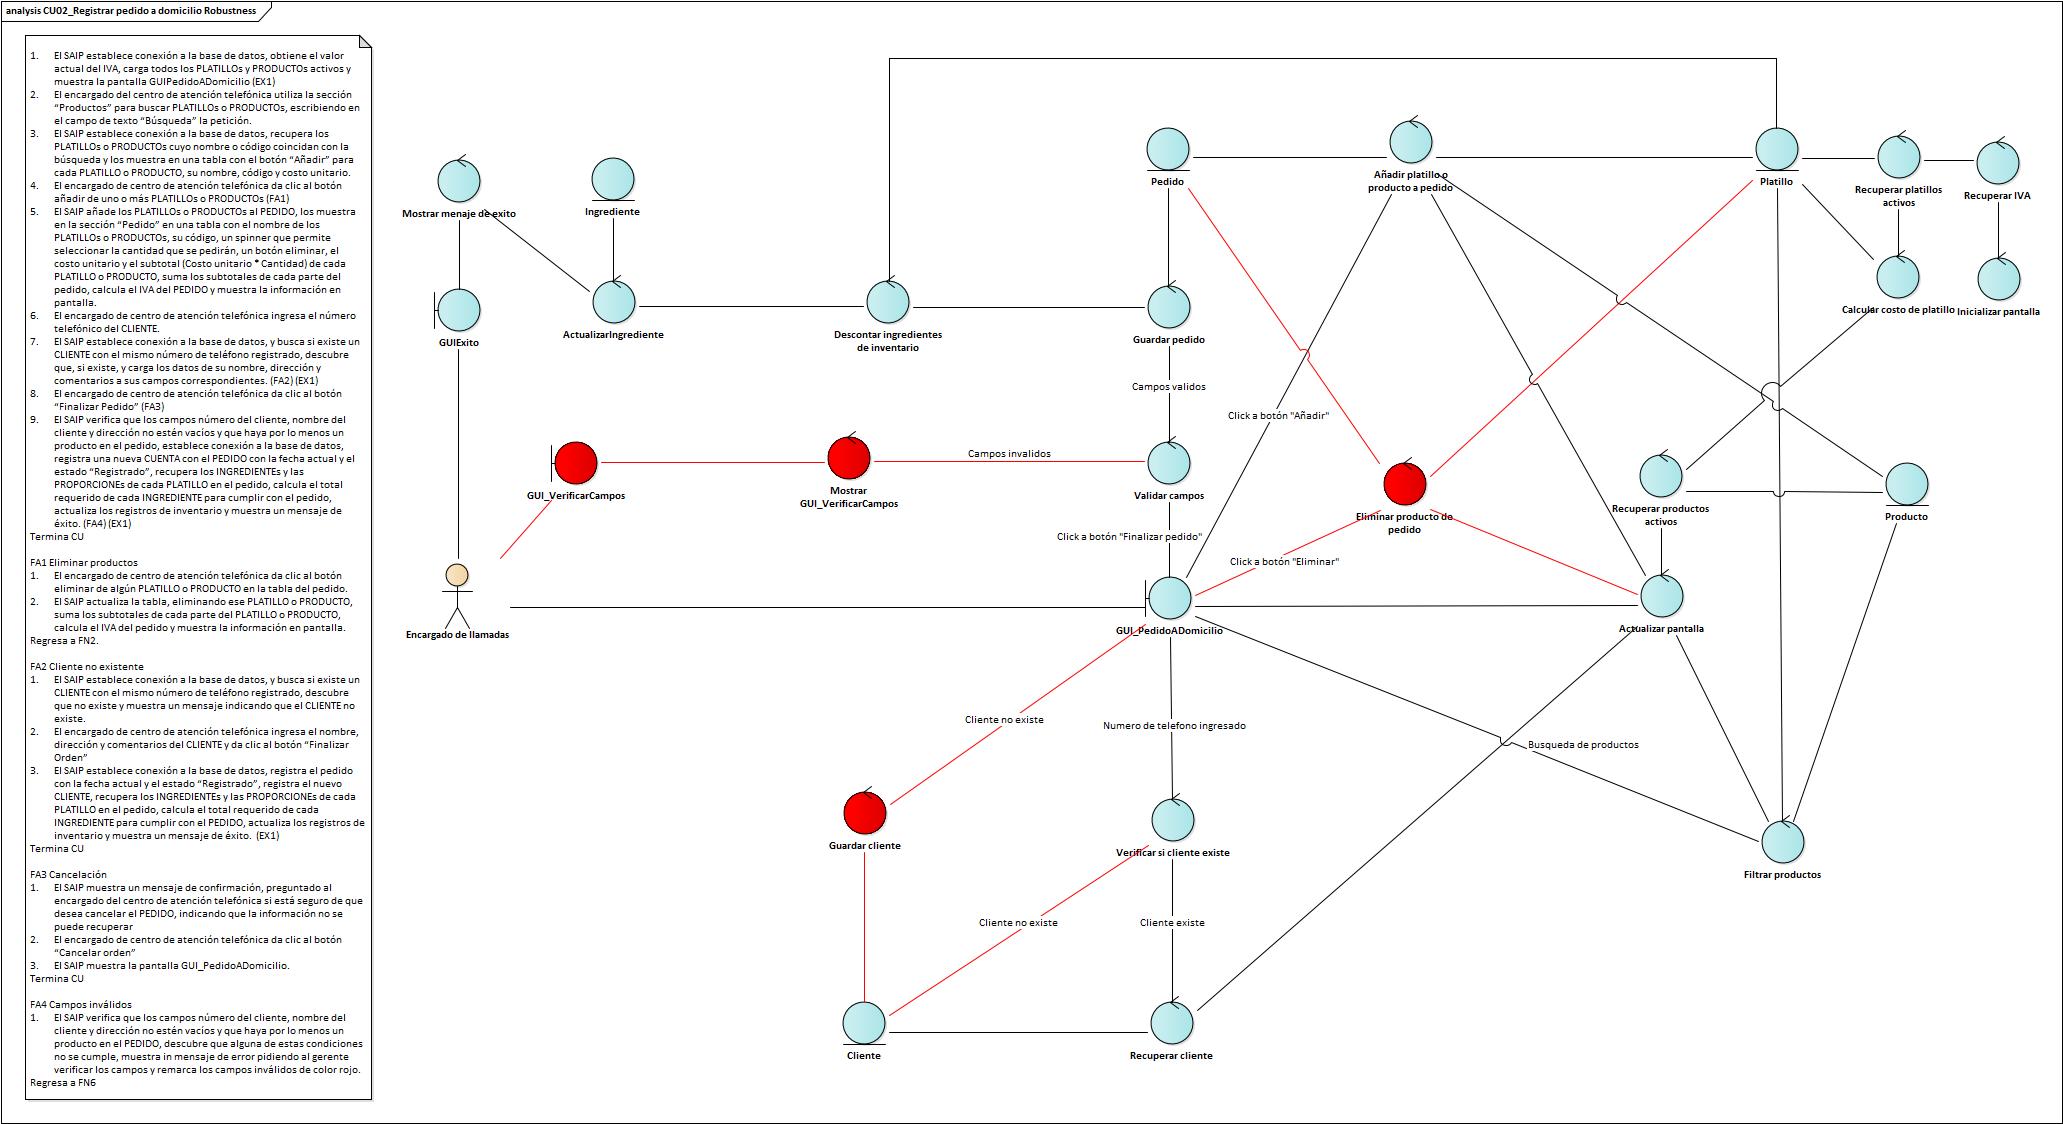 analysis CU02_Registrar pedido a domicilio Robustness
1. El SAIP establece conexión a la base de datos, obtiene el valor
actual del IVA, carga todos los PLATILLOs y PRODUCTOs activos y
muestra la pantalla GUIPedidoADomicilio (EX1)
2. El encargado del centro de atención telefónica utiliza la sección
“Productos” para buscar PLATILLOs o PRODUCTOs, escribiendo en
el campo de texto “Búsqueda” la petición.
3. El SAIP establece conexión a la base de datos, recupera los
PLATILLOs o PRODUCTOs cuyo nombre o código coincidan con la
búsqueda y los muestra en una tabla con el botón “Añadir” para
cada PLATILLO o PRODUCTO, su nombre, código y costo unitario.
4. El encargado de centro de atención telefónica da clic al botón
añadir de uno o más PLATILLOs o PRODUCTOs (FA1)
5. El SAIP añade los PLATILLOs o PRODUCTOs al PEDIDO, los muestra
en la sección “Pedido” en una tabla con el nombre de los
PLATILLOs o PRODUCTOs, su código, un spinner que permite
seleccionar la cantidad que se pedirán, un botón eliminar, el
costo unitario y el subtotal (Costo unitario * Cantidad) de cada
PLATILLO o PRODUCTO, suma los subtotales de cada parte del
pedido, calcula el IVA del PEDIDO y muestra la información en
pantalla.
6. El encargado de centro de atención telefónica ingresa el número
telefónico del CLIENTE.
7. El SAIP establece conexión a la base de datos, y busca si existe un
CLIENTE con el mismo número de teléfono registrado, descubre
que, si existe, y carga los datos de su nombre, dirección y
comentarios a sus campos correspondientes. (FA2) (EX1)
8. El encargado de centro de atención telefónica da clic al botón
“Finalizar Pedido” (FA3)
9. El SAIP verifica que los campos número del cliente, nombre del
cliente y dirección no estén vacíos y que haya por lo menos un
producto en el pedido, establece conexión a la base de datos,
registra una nueva CUENTA con el PEDIDO con la fecha actual y el
estado “Registrado”, recupera los INGREDIENTEs y las
PROPORCIONEs de cada PLATILLO en el pedido, calcula el total
requerido de cada INGREDIENTE para cumplir con el pedido,
actualiza los registros de inventario y muestra un mensaje de
éxito. (FA4) (EX1)
Termina CU
FA1 Eliminar productos
1. El encargado de centro de atención telefónica da clic al botón
eliminar de algún PLATILLO o PRODUCTO en la tabla del pedido.
2. El SAIP actualiza la tabla, eliminando ese PLATILLO o PRODUCTO,
suma los subtotales de cada parte del PLATILLO o PRODUCTO,
calcula el IVA del pedido y muestra la información en pantalla.
Regresa a FN2.
FA2 Cliente no existente
1. El SAIP establece conexión a la base de datos, y busca si existe un
CLIENTE con el mismo número de teléfono registrado, descubre
que no existe y muestra un mensaje indicando que el CLIENTE no
existe.
2. El encargado de centro de atención telefónica ingresa el nombre,
dirección y comentarios del CLIENTE y da clic al botón “Finalizar
Orden”
3. El SAIP establece conexión a la base de datos, registra el pedido
con la fecha actual y el estado “Registrado”, registra el nuevo
CLIENTE, recupera los INGREDIENTEs y las PROPORCIONEs de cada
PLATILLO en el pedido, calcula el total requerido de cada
INGREDIENTE para cumplir con el PEDIDO, actualiza los registros de
inventario y muestra un mensaje de éxito. (EX1)
Termina CU
FA3 Cancelación
1. El SAIP muestra un mensaje de confirmación, preguntado al
encargado del centro de atención telefónica si está seguro de que
desea cancelar el PEDIDO, indicando que la información no se
puede recuperar
2. El encargado de centro de atención telefónica da clic al botón
“Cancelar orden”
3. El SAIP muestra la pantalla GUI_PedidoADomicilio.
Termina CU
FA4 Campos inválidos
1. El SAIP verifica que los campos número del cliente, nombre del
cliente y dirección no estén vacíos y que haya por lo menos un
producto en el PEDIDO, descubre que alguna de estas condiciones
no se cumple, muestra in mensaje de error pidiendo al gerente
verificar los campos y remarca los campos inválidos de color rojo.
Regresa a FN6
Mostrar menaje de exito
Ingrediente
Pedido
Añadir platillo o
producto a pedido
Platillo
Recuperar platillos
activos
Recuperar IVA
GUIExito
ActualizarIngrediente
Descontar ingredientes
de inventario
Guardar pedido
Calcular costo de platillo
Inicializar pantalla
Campos validos
Click a botón "Añadir"
GUI_VerificarCampos
Mostrar
GUI_VerificarCampos
Campos invalidos
Validar campos
Eliminar producto de
pedido
Recuperar productos
activos
Producto
Click a botón "Finalizar pedido"
Click a botón "Eliminar"
Encargado de llamadas
GUI_PedidoADomicilio
Actualizar pantalla
Cliente no existe
Numero de telefono ingresado
Busqueda de productos
Guardar cliente
Verificar si cliente existe
Filtrar productos
Cliente no existe
Cliente existe
Cliente
Recuperar cliente